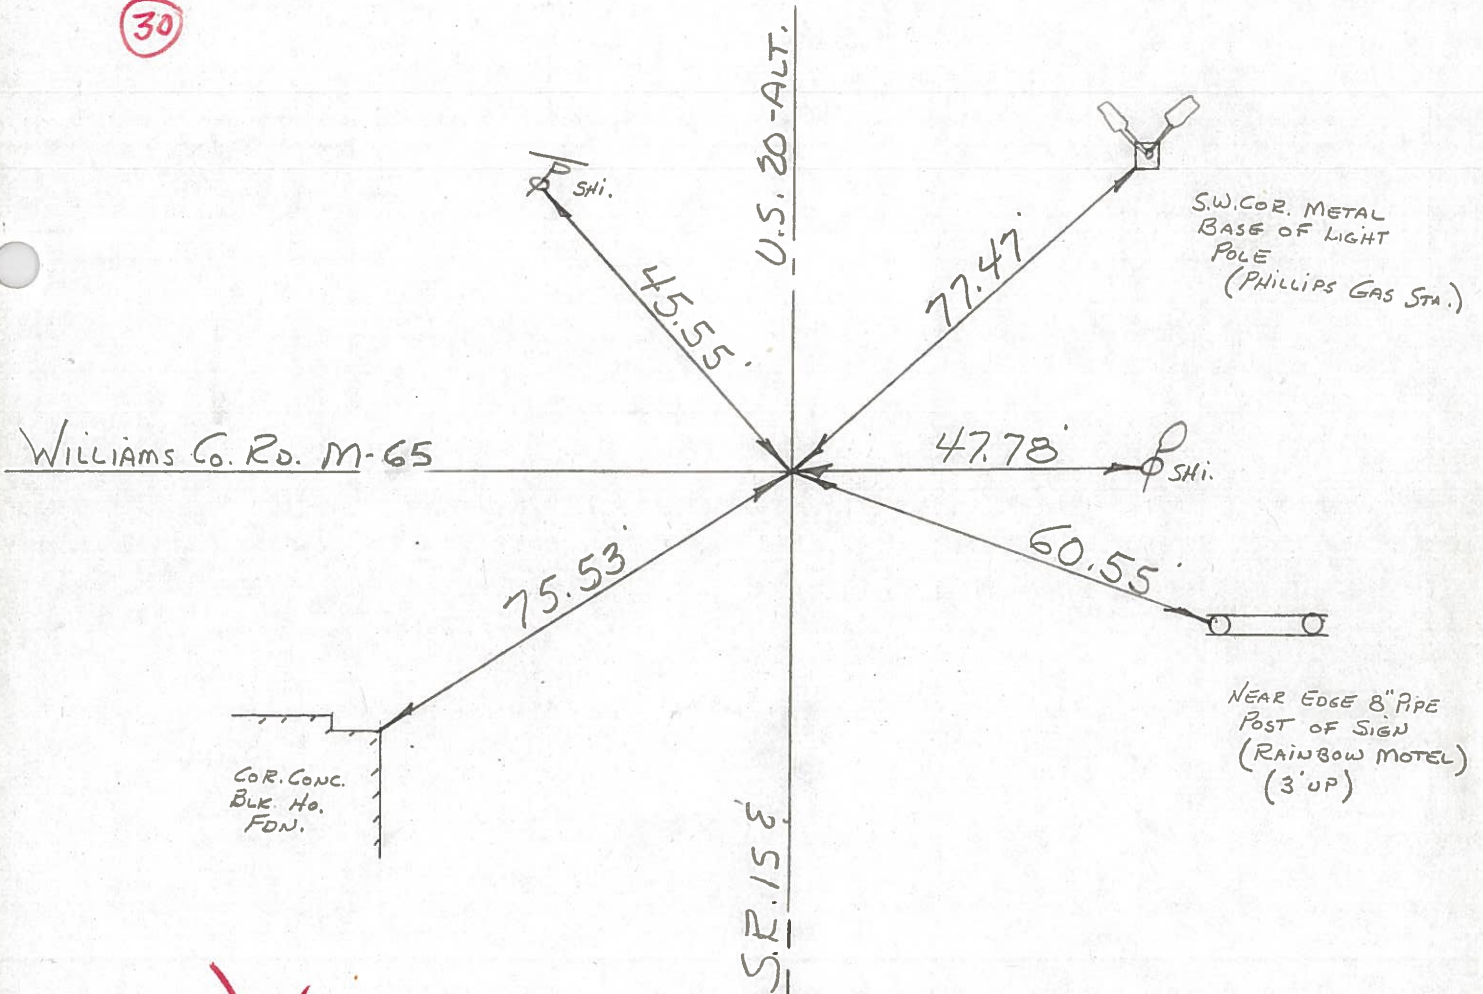 30
U.S. 20-ALT.
SHI.
45.55'
77.47'
S.W. COR. METAL
BASE OF LIGHT
POLE
(PHILLIPS GAS STA.)
WILLIAMS CO. RD. M-65
47.78'
SHI.
75.53'
60.55'
COR. CONC.
BLK. HO.
FDN.
NEAR EDGE 8" PIPE
POST OF SIGN
(RAINBOW MOTEL)
(3' UP)
S.R. 15 &